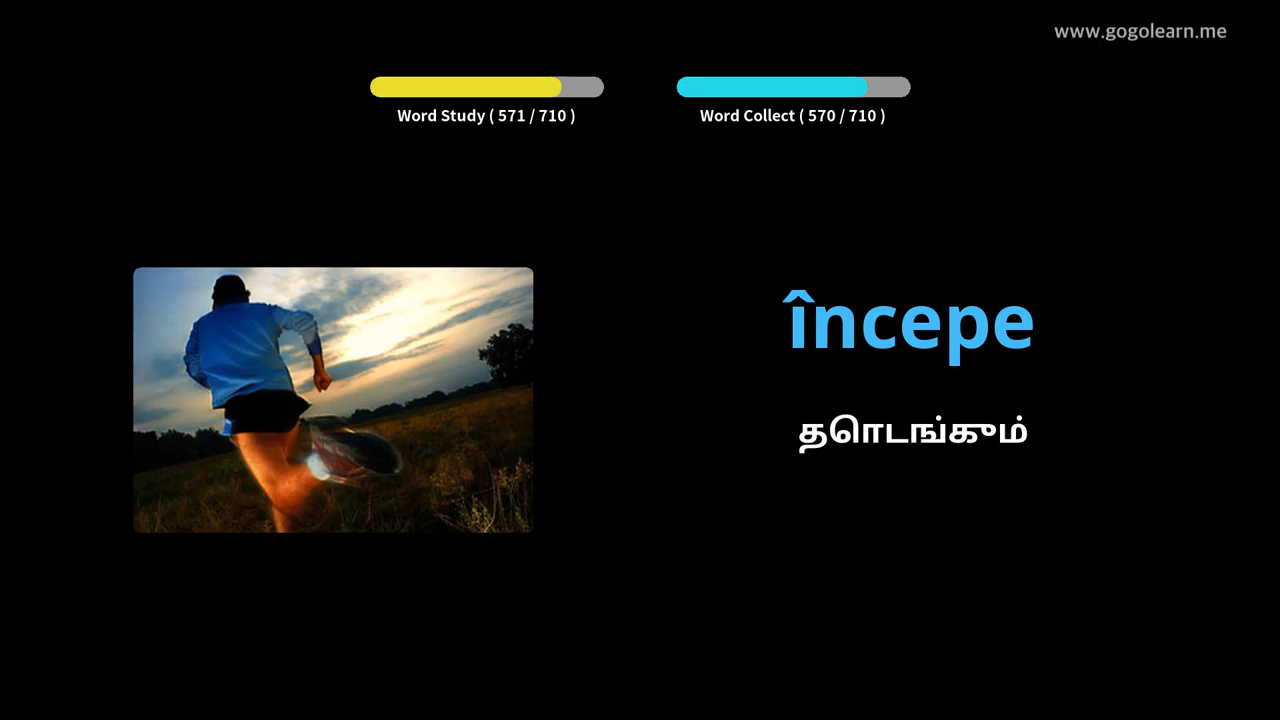 www.gogolearn.me
Word Study ( 571 / 710 )
Word Collect ( 570 / 710 )
începe
தொடங்கும்